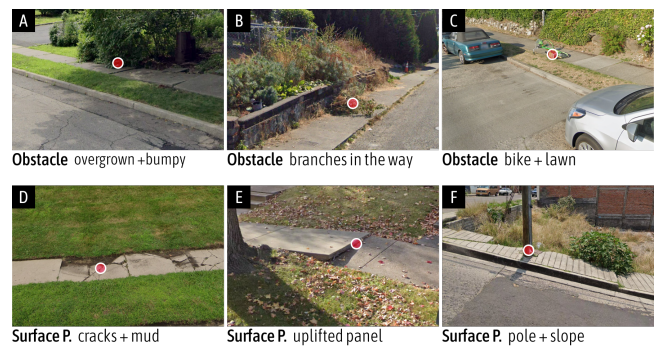 A
B
C
Obstacle overgrown +bumpy
Obstacle branches in the way
Obstacle bike + lawn
D
E
F
Surface P. cracks + mud
Surface P. uplifted panel
Surface P. pole + slope